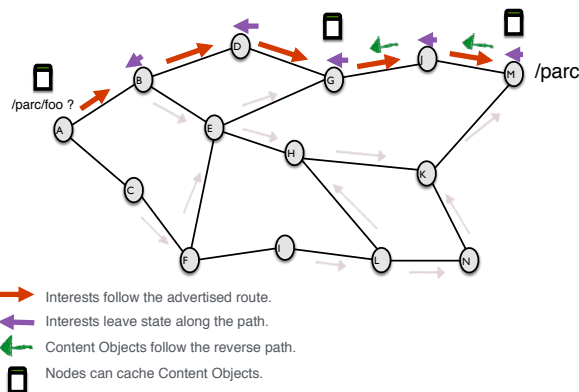 D
B
G
J
M
/parc
/parc/foo ?
A
E
H
K
C
F
I
L
N
Interests follow the advertised route.
Interests leave state along the path.
Content Objects follow the reverse path.
Nodes can cache Content Objects.